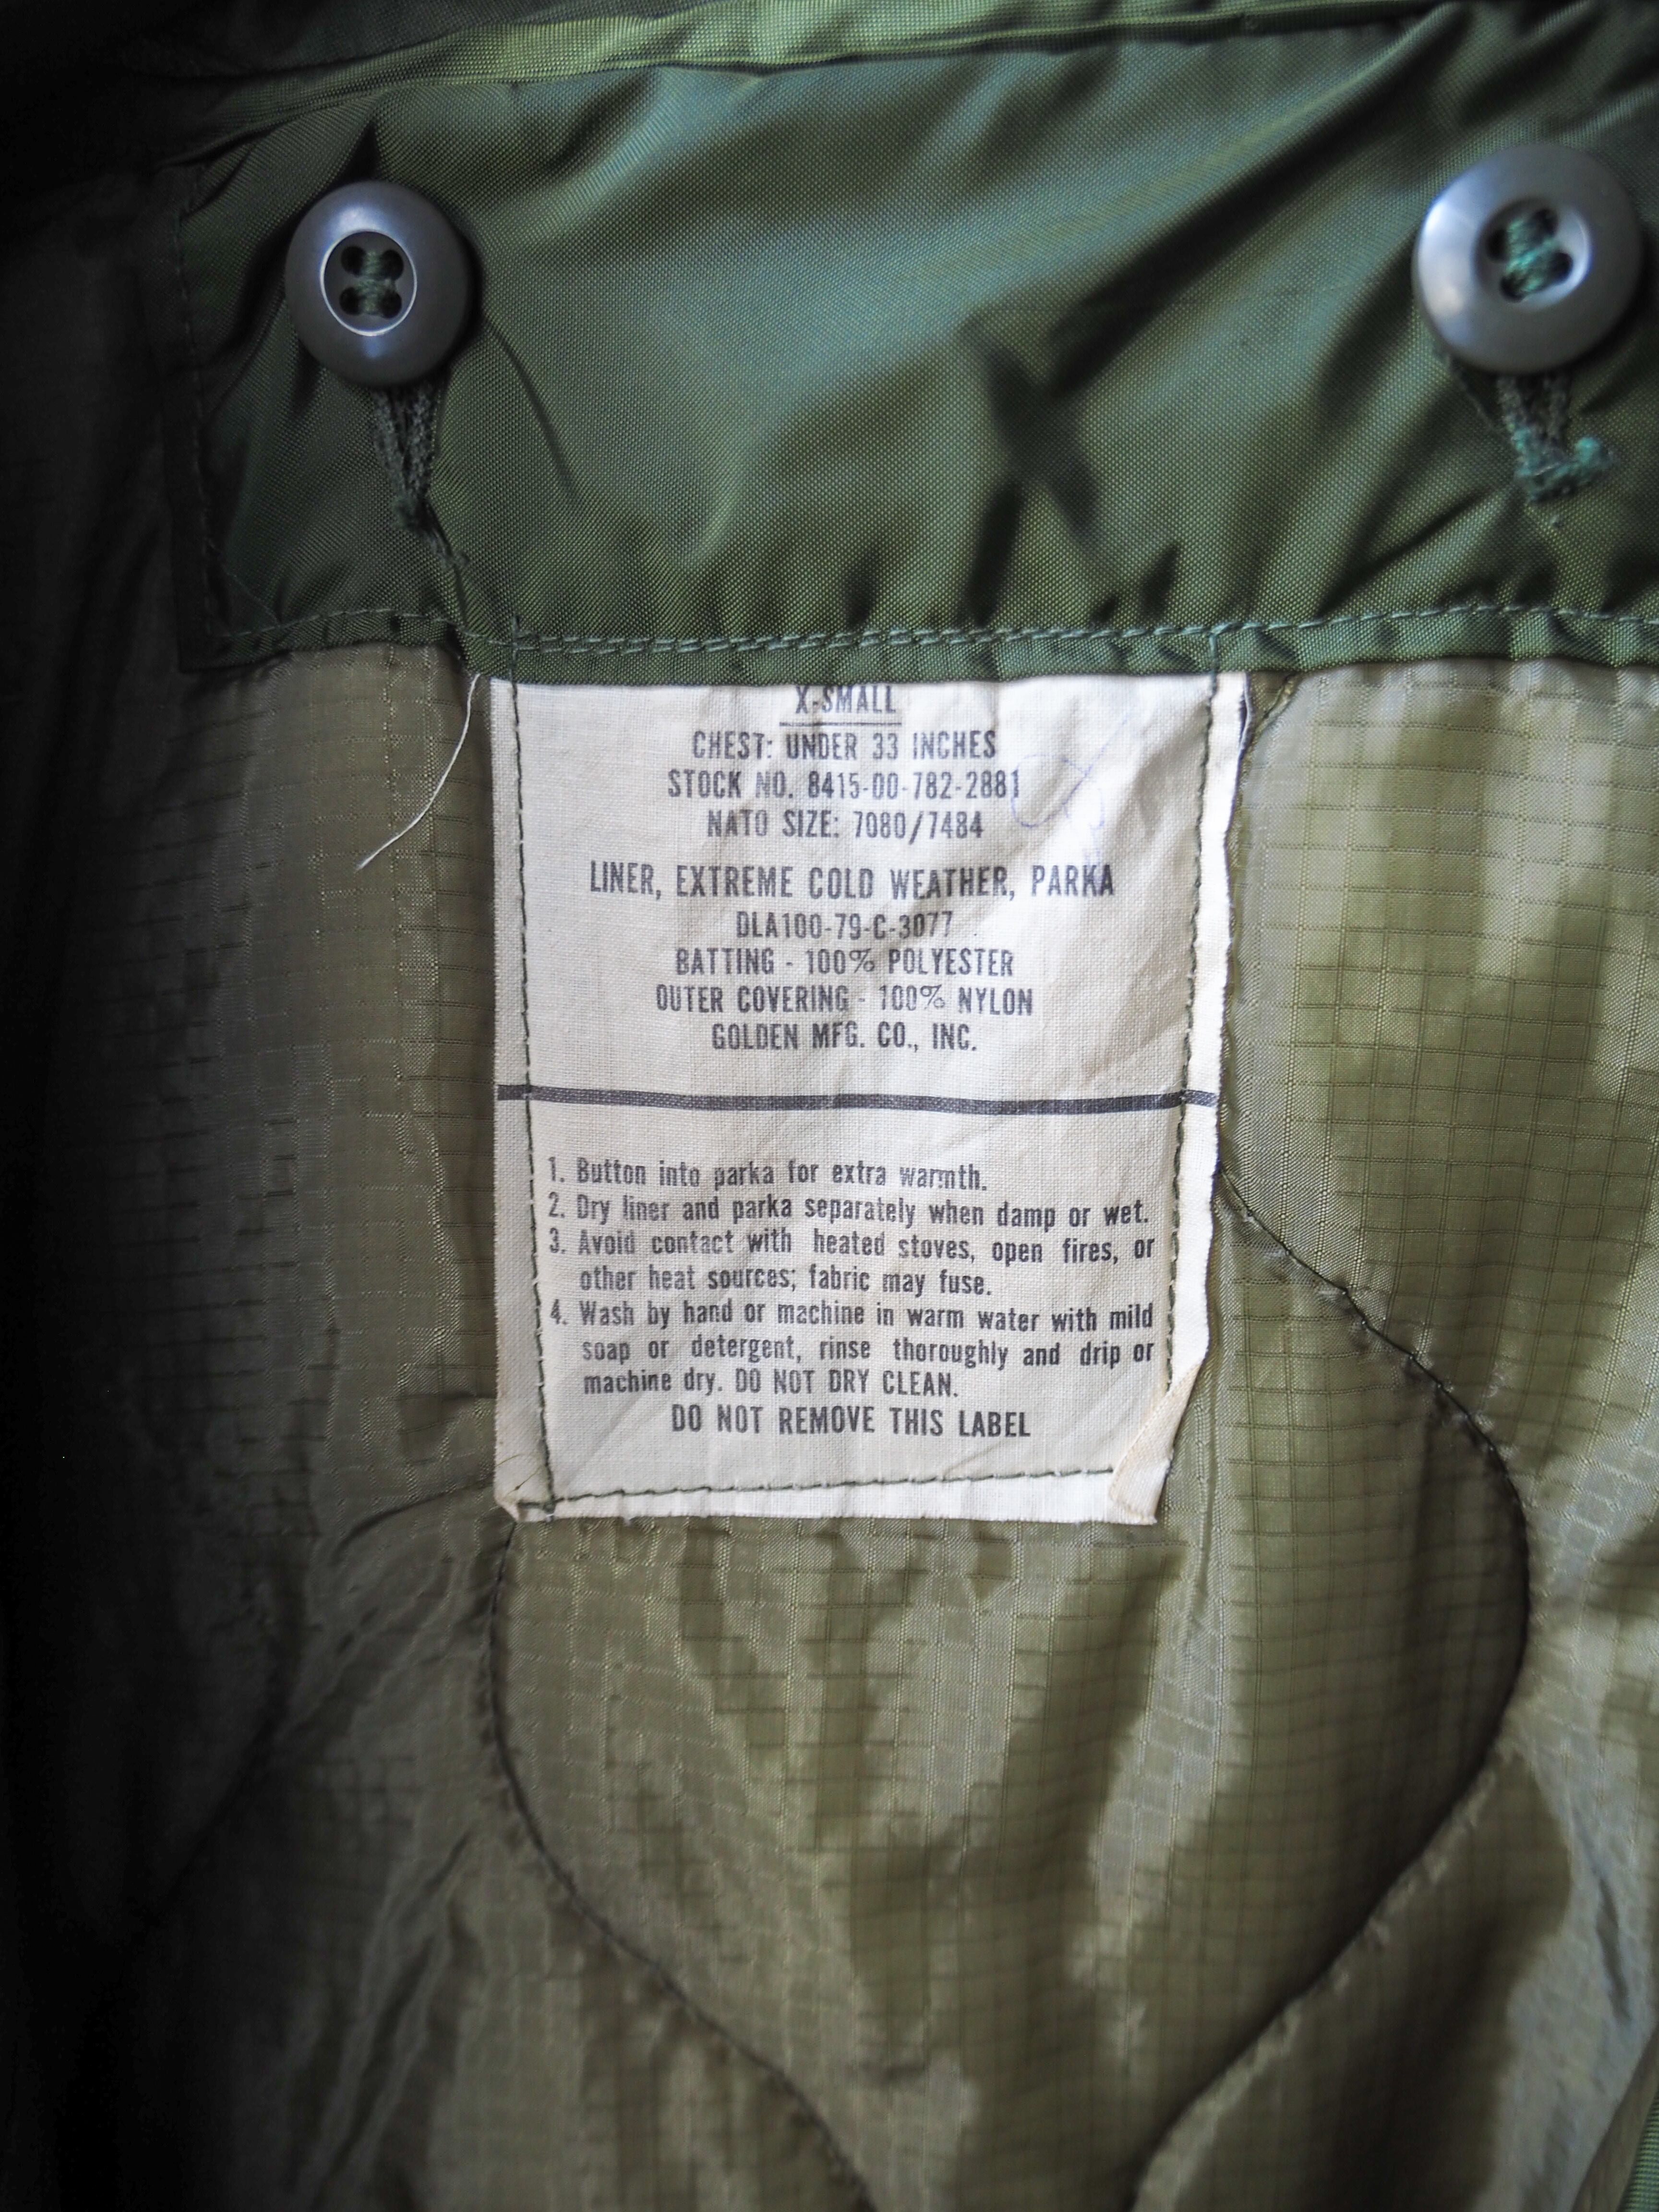 X-SMALL
CHEST: UNDER 33 INCHES
STOCK NO. 8415-00-782-2881
NATO SIZE: 7080/7484
LINER, EXTREME COLD WEATHER, PARKA
DLA100-79-C-3077
BATTING - 100% POLYESTER
OUTER COVERING - 100% NYLON
GOLDEN MFG. CO., INC.
1. Button into parka for extra warmth.
2. Dry liner and parka separately when damp or wet.
3. Avoid contact with heated stoves, open fires, or
other heat sources; fabric may fuse.
4. Wash by hand or machine in warm water with mild
soap or detergent, rinse thoroughly and drip or
machine dry. DO NOT DRY CLEAN.
DO NOT REMOVE THIS LABEL